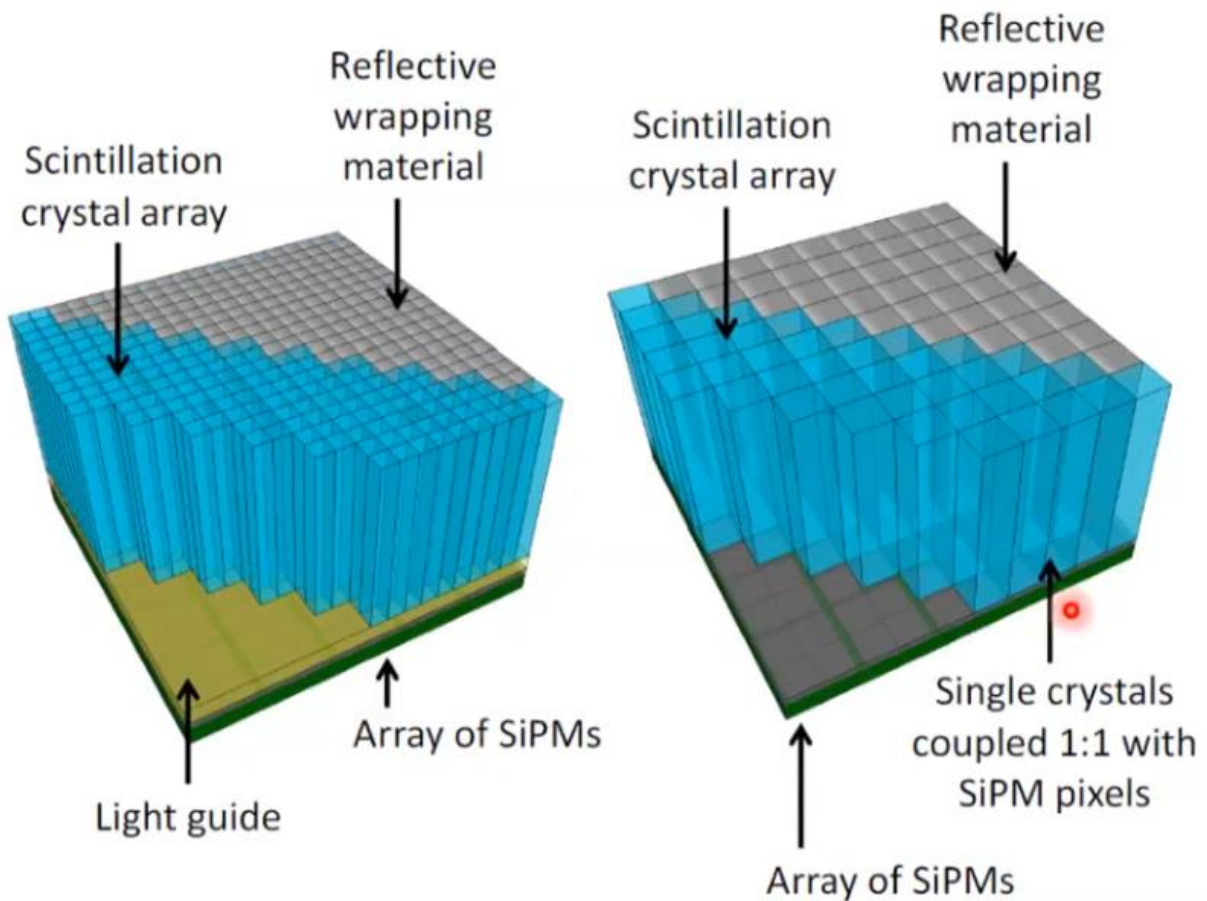 Reflective
wrapping
material
Scintillation
crystal array
Array of SiPMs
Light guide
Reflective
wrapping
material
Scintillation
crystal array
Single crystals
coupled 1:1 with
SiPM pixels
Array of SiPMs